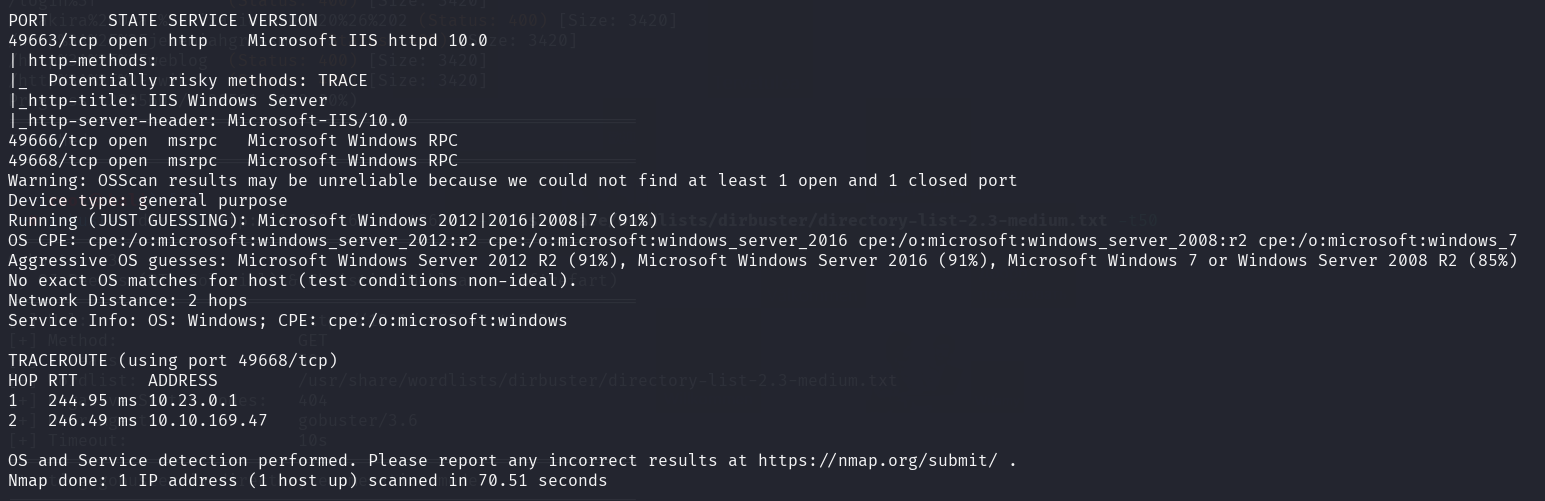 PORT      STATE SERVICE VERSION
49663/tcp open  http    Microsoft IIS httpd 10.0
| http-methods:
|_  Potentially risky methods: TRACE
|_http-title: IIS Windows Server
|_http-server-header: Microsoft-IIS/10.0
49666/tcp open  msrpc   Microsoft Windows RPC
49668/tcp open  msrpc   Microsoft Windows RPC
Warning: OSScan results may be unreliable because we could not find at least 1 open and 1 closed port
Device type: general purpose
Running (JUST GUESSING): Microsoft Windows 2012|2016|2008|7 (91%)
OS CPE: cpe:/o:microsoft:windows_server_2012:r2 cpe:/o:microsoft:windows_server_2016 cpe:/o:microsoft:windows_server_2008:r2 cpe:/o:microsoft:windows_7
Aggressive OS guesses: Microsoft Windows Server 2012 R2 (91%), Microsoft Windows Server 2016 (91%), Microsoft Windows 7 or Windows Server 2008 R2 (85%)
No exact OS matches for host (test conditions non-ideal).
Network Distance: 2 hops
Service Info: OS: Windows; CPE: cpe:/o:microsoft:windows
TRACEROUTE (using port 49668/tcp)
HOP RTT       ADDRESS
1   244.95 ms 10.23.0.1
2   246.49 ms 10.10.169.47
OS and Service detection performed. Please report any incorrect results at https://nmap.org/submit/ .
Nmap done: 1 IP address (1 host up) scanned in 70.51 seconds